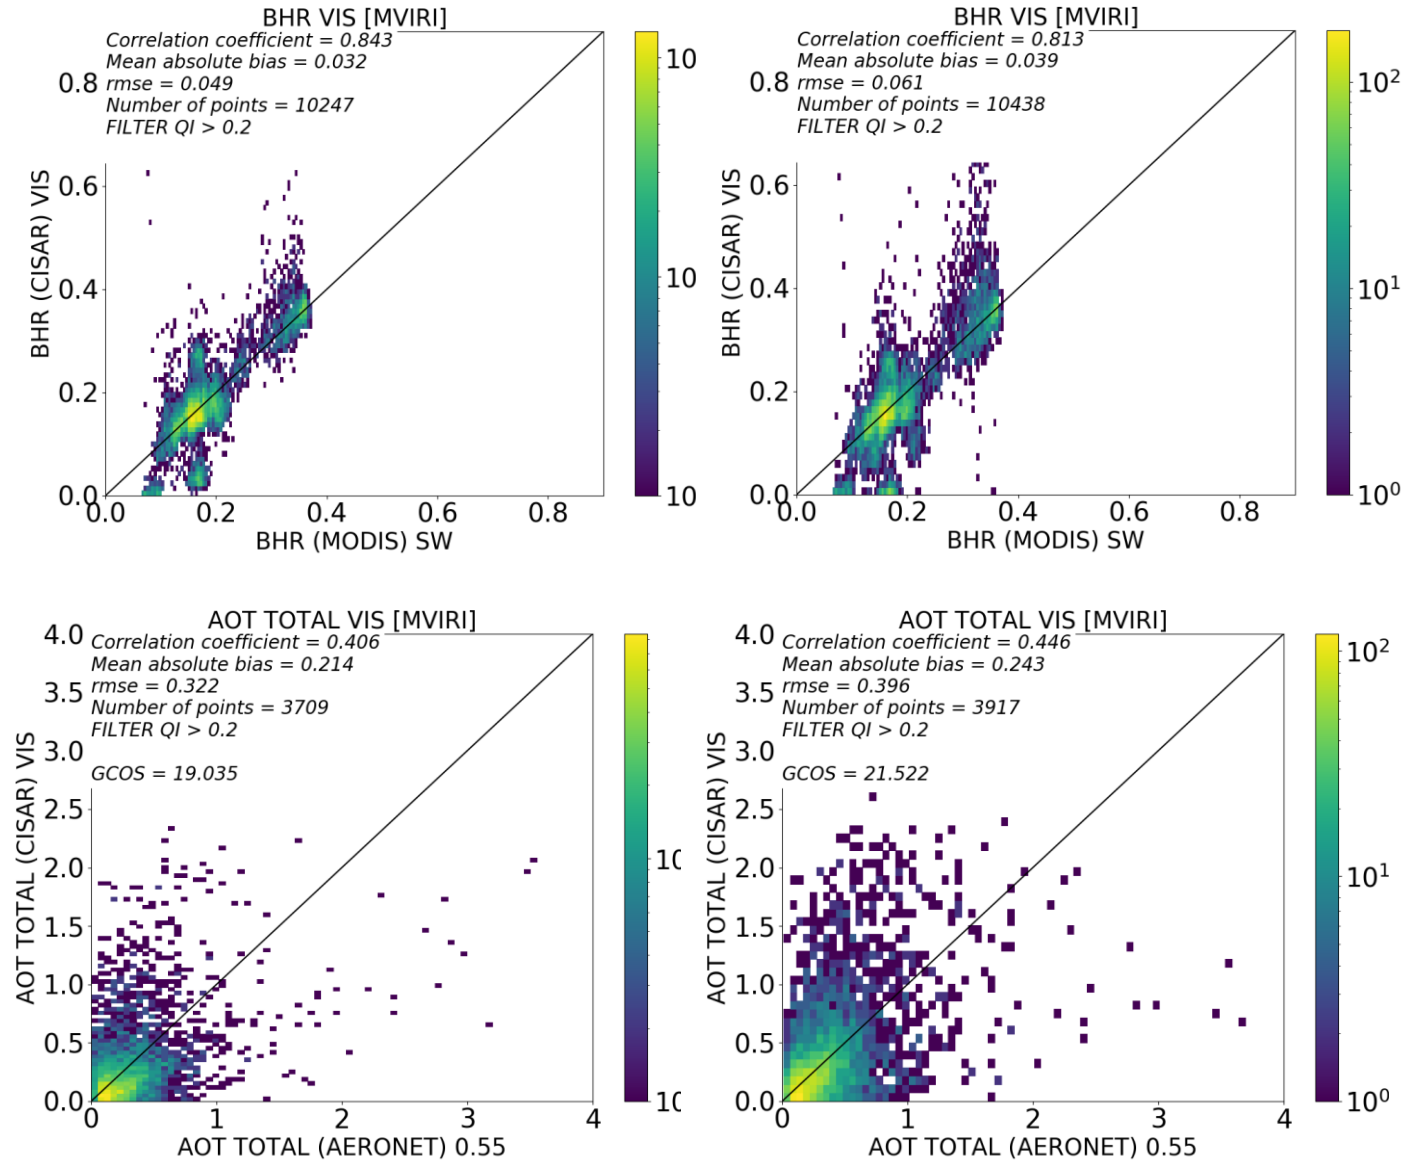 BHR VIS [MVIRI]
Correlation coefficient = 0.843
Mean absolute bias = 0.032
rmse = 0.049
Number of points = 10247
FILTER QI > 0.2
0.8
0.6
0.4
0.2
0.0
BHR (CISAR) VIS
0.0 0.2 0.4 0.6 0.8
BHR (MODIS) SW
10
10
10
BHR VIS [MVIRI]
Correlation coefficient = 0.813
Mean absolute bias = 0.039
rmse = 0.061
Number of points = 10438
FILTER QI > 0.2
0.8
0.6
0.4
0.2
0.0
BHR (CISAR) VIS
0.0 0.2 0.4 0.6 0.8
BHR (MODIS) SW
10²
10¹
10⁰
AOT TOTAL VIS [MVIRI]
Correlation coefficient = 0.406
Mean absolute bias = 0.214
rmse = 0.322
Number of points = 3709
FILTER QI > 0.2
GCOS = 19.035
4.0
3.5
3.0
2.5
2.0
1.5
1.0
0.5
0.0
AOT TOTAL (CISAR) VIS
0 1 2 3 4
AOT TOTAL (AERONET) 0.55
10
10
AOT TOTAL VIS [MVIRI]
Correlation coefficient = 0.446
Mean absolute bias = 0.243
rmse = 0.396
Number of points = 3917
FILTER QI > 0.2
GCOS = 21.522
4.0
3.5
3.0
2.5
2.0
1.5
1.0
0.5
0.0
AOT TOTAL (CISAR) VIS
0 1 2 3 4
AOT TOTAL (AERONET) 0.55
10²
10¹
10⁰